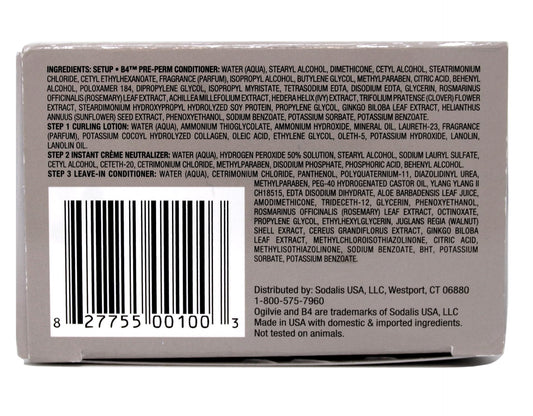 INGREDIENTS: SETUP • B4™ PRE-PERM CONDITIONER: WATER (AQUA), STEARYL ALCOHOL, DIMETHICONE, CETYL ALCOHOL, STEATRIMONIUM
CHLORIDE, CETYL ETHYLHEXANOATE, FRAGRANCE (PARFUM), ISOPROPYL ALCOHOL, BUTYLENE GLYCOL, METHYLPARABEN, CITRIC ACID, BEHENYL
ALCOHOL, POLOXAMER 184, DIPROPYLENE GLYCOL, ISOPROPYL MYRISTATE, TETRASODIUM EDTA, DISODIUM EDTA, GLYCERIN, ROSMARINUS
OFFICINALIS (ROSEMARY) LEAF EXTRACT, ACHILLEA MILLEFOLIUM EXTRACT, HEDERA HELIX (IVY) EXTRACT, TRIFOLIUM PRATENSE (CLOVER) FLOWER
EXTRACT, STEARDIMONIUM HYDROXYPROPYL HYDROLYZED SOY PROTEIN, PROPYLENE GLYCOL, GINKGO BILOBA LEAF EXTRACT, HELIANTHUS
ANNUUS (SUNFLOWER) SEED EXTRACT, PHENOXYETHANOL, SODIUM BENZOATE, POTASSIUM SORBATE, POTASSIUM BENZOATE.
STEP 1 CURLING LOTION: WATER (AQUA), AMMONIUM THIOGLYCOLATE, AMMONIUM HYDROXIDE, MINERAL OIL, LAURETH-23, FRAGRANCE
(PARFUM), POTASSIUM COCOYL HYDROLYZED COLLAGEN, OLEIC ACID, ETHYLENE GLYCOL, OLETH-5, POTASSIUM HYDROXIDE, LANOLIN,
LANOLIN OIL.
STEP 2 INSTANT CRÈME NEUTRALIZER: WATER (AQUA), HYDROGEN PEROXIDE 50% SOLUTION, STEARYL ALCOHOL, SODIUM LAURYL SULFATE,
CETYL ALCOHOL, CETETH-20, CETRIMONIUM CHLORIDE, METHYLPARABEN, DISODIUM PHOSPHATE, PHOSPHORIC ACID, BEHENYL ALCOHOL.
STEP 3 LEAVE-IN CONDITIONER: WATER (AQUA), CETRIMONIUM CHLORIDE, PANTHENOL, POLYQUATERNIUM-11, DIAZOLIDINYL UREA,
METHYLPARABEN, PEG-40 HYDROGENATED CASTOR OIL, YLANG YLANG II
CH18515, EDTA DISODIUM DIHYDRATE, ALOE BARBADENSIS LEAF JUICE,
AMODIMETHICONE, TRIDECETH-12, GLYCERIN, PHENOXYETHANOL,
ROSMARINUS OFFICINALIS (ROSEMARY) LEAF EXTRACT, OCTINOXATE,
PROPYLENE GLYCOL, ETHYLHEXYLGLYCERIN, JUGLANS REGIA (WALNUT)
SHELL EXRACT, CEREUS GRANDIFLORUS EXTRACT, GINKGO BILOBA
LEAF EXTRACT, METHYLCHLOROISOTHIAZOLINONE, CITRIC ACID,
METHYLISOTHIAZOLINONE, SODIUM BENZOATE, BHT, POTASSIUM
SORBATE, POTASSIUM BENZOATE.
8 27755 00100 3
Distributed by: Sodalis USA, LLC, Westport, CT 06880
1-800-575-7960
Ogilvie and B4 are trademarks of Sodalis USA, LLC
Made in USA with domestic & imported ingredients.
Not tested on animals.